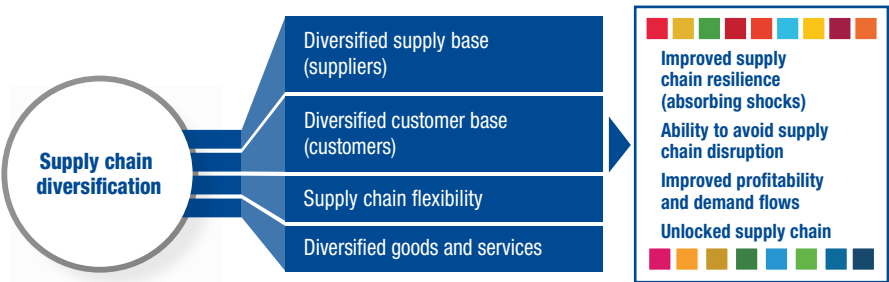 Supply chain
diversification
Diversified supply base
(suppliers)
Diversified customer base
(customers)
Supply chain flexibility
Diversified goods and services
Improved supply
chain resilience
(absorbing shocks)
Ability to avoid supply
chain disruption
Improved profitability
and demand flows
Unlocked supply chain